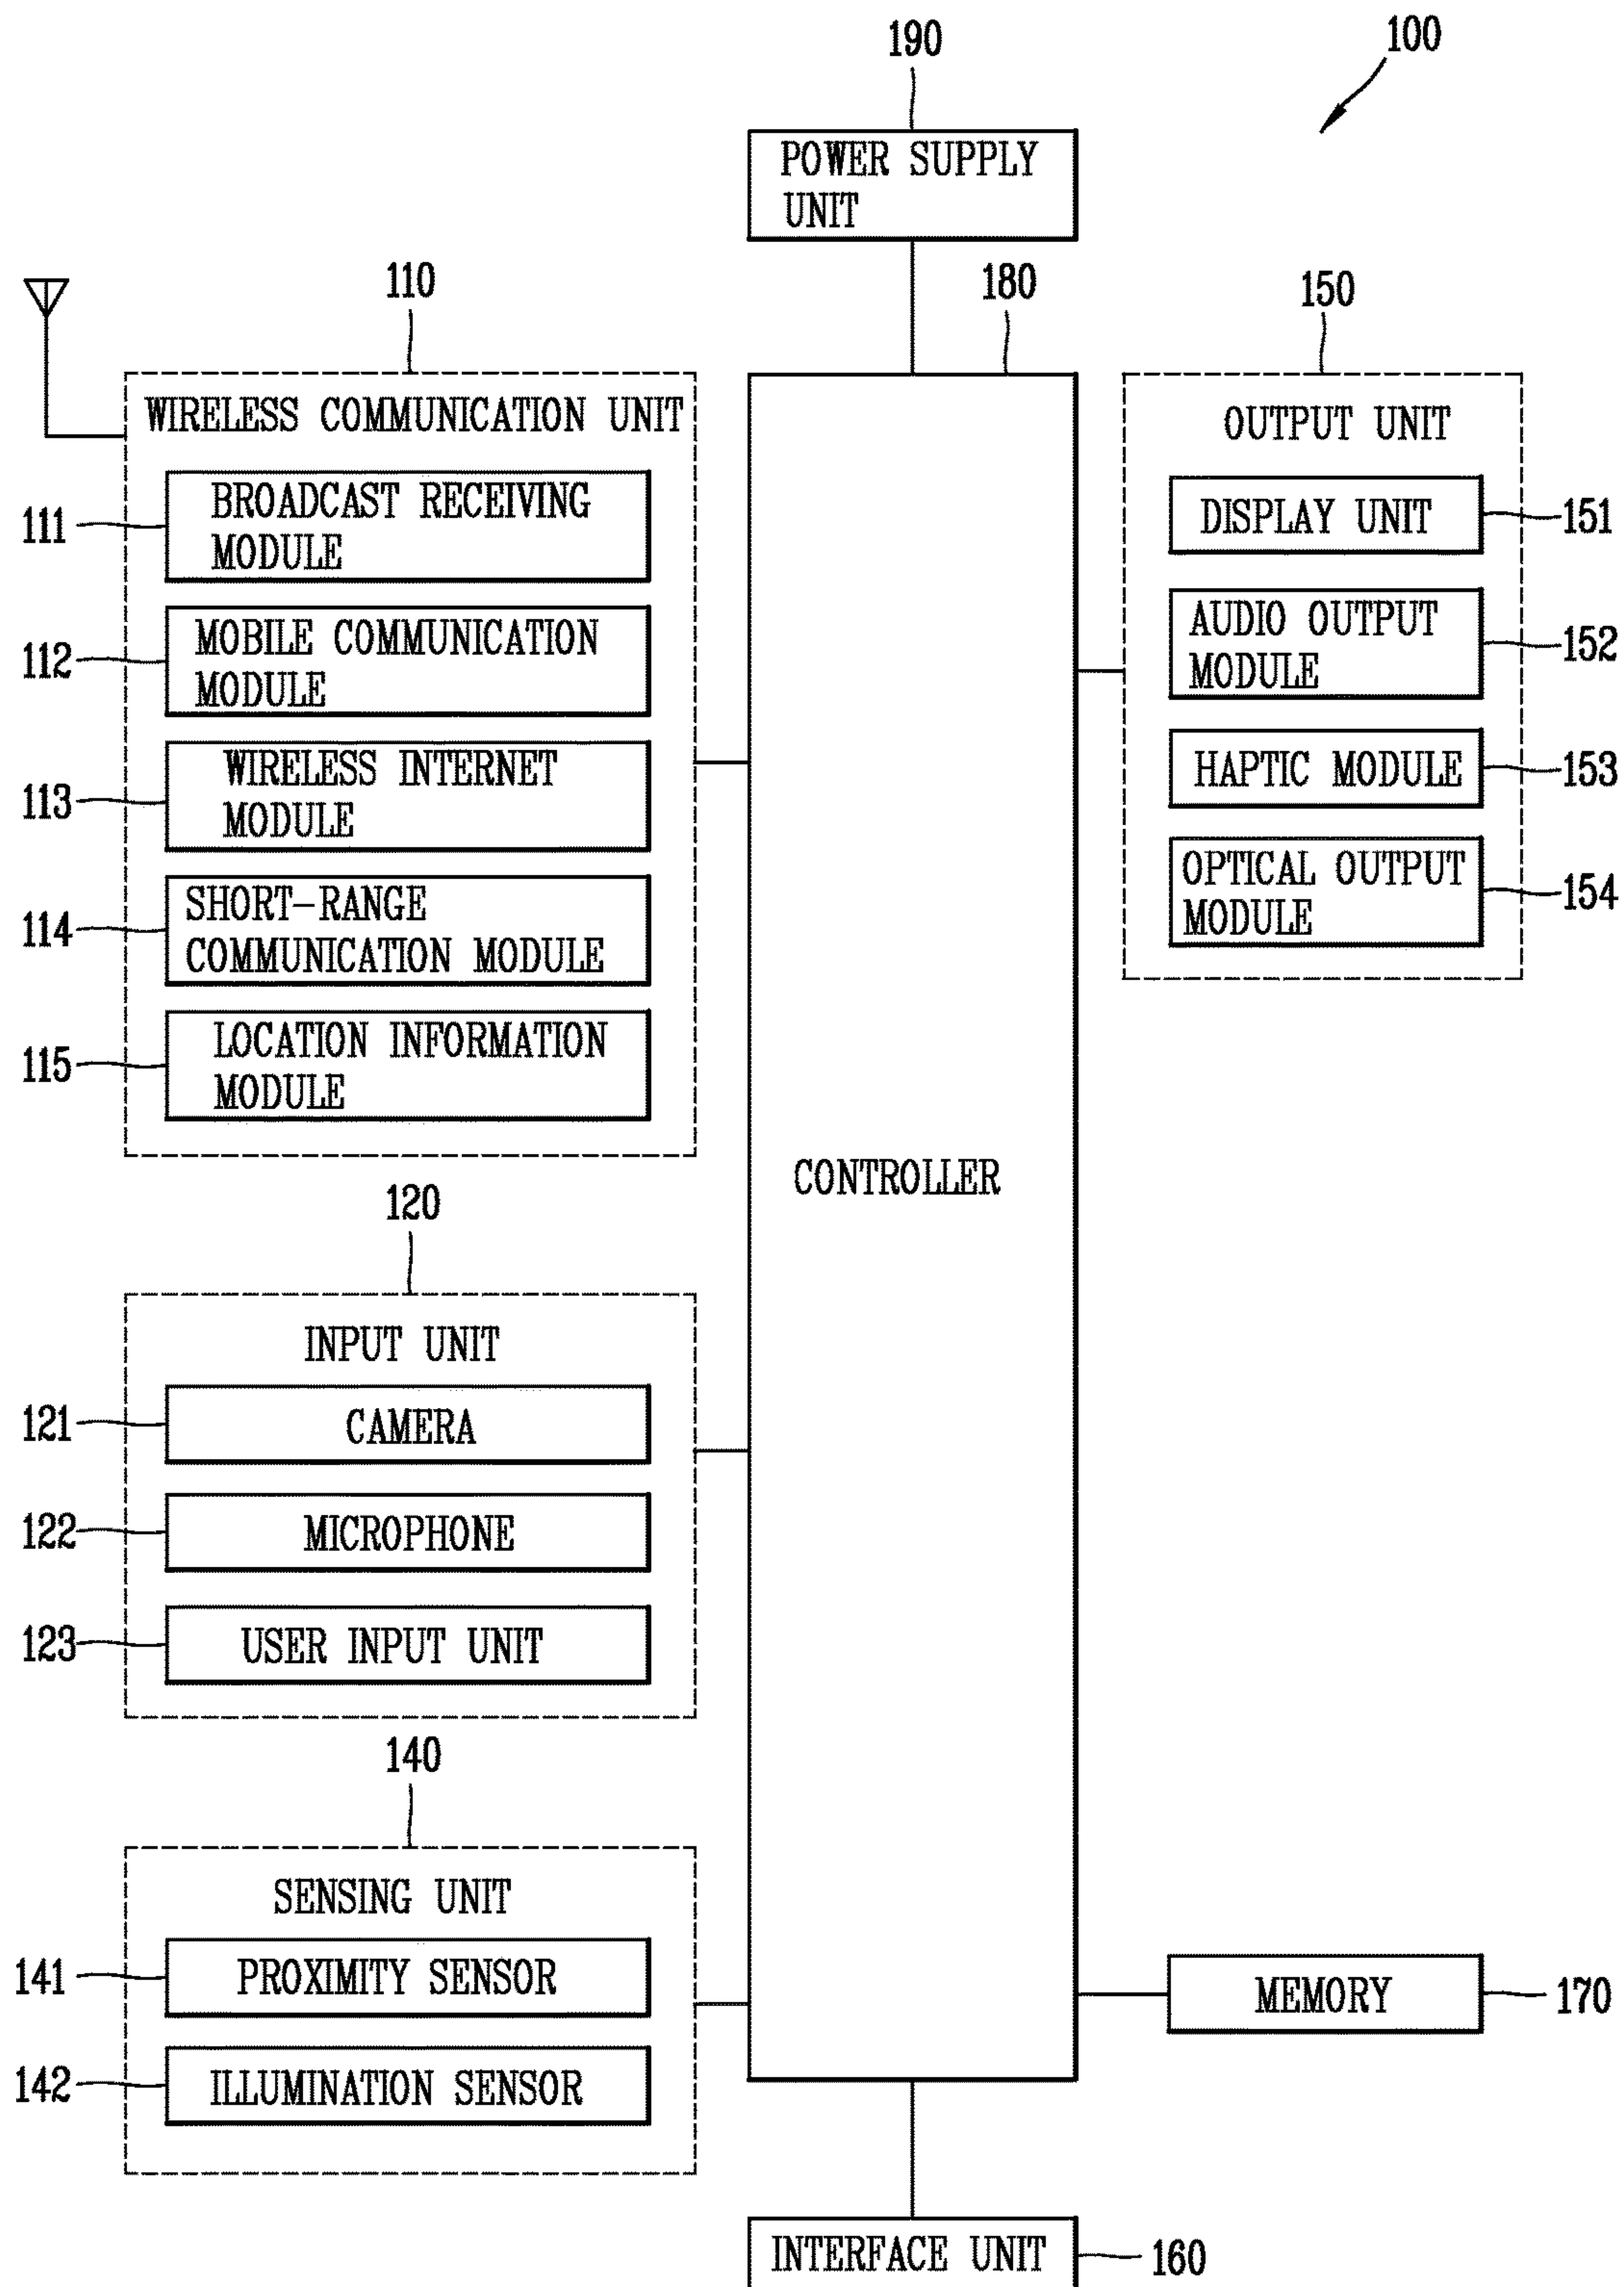 190
100
POWER SUPPLY
UNIT
110
180
150
WIRELESS COMMUNICATION UNIT
111
BROADCAST RECEIVING
MODULE
112
MOBILE COMMUNICATION
MODULE
113
WIRELESS INTERNET
MODULE
114
SHORT-RANGE
COMMUNICATION MODULE
115
LOCATION INFORMATION
MODULE
OUTPUT UNIT
DISPLAY UNIT
151
AUDIO OUTPUT
MODULE
152
HAPTIC MODULE
153
OPTICAL OUTPUT
MODULE
154
CONTROLLER
120
INPUT UNIT
121
CAMERA
122
MICROPHONE
123
USER INPUT UNIT
140
SENSING UNIT
141
PROXIMITY SENSOR
142
ILLUMINATION SENSOR
MEMORY
170
INTERFACE UNIT
160